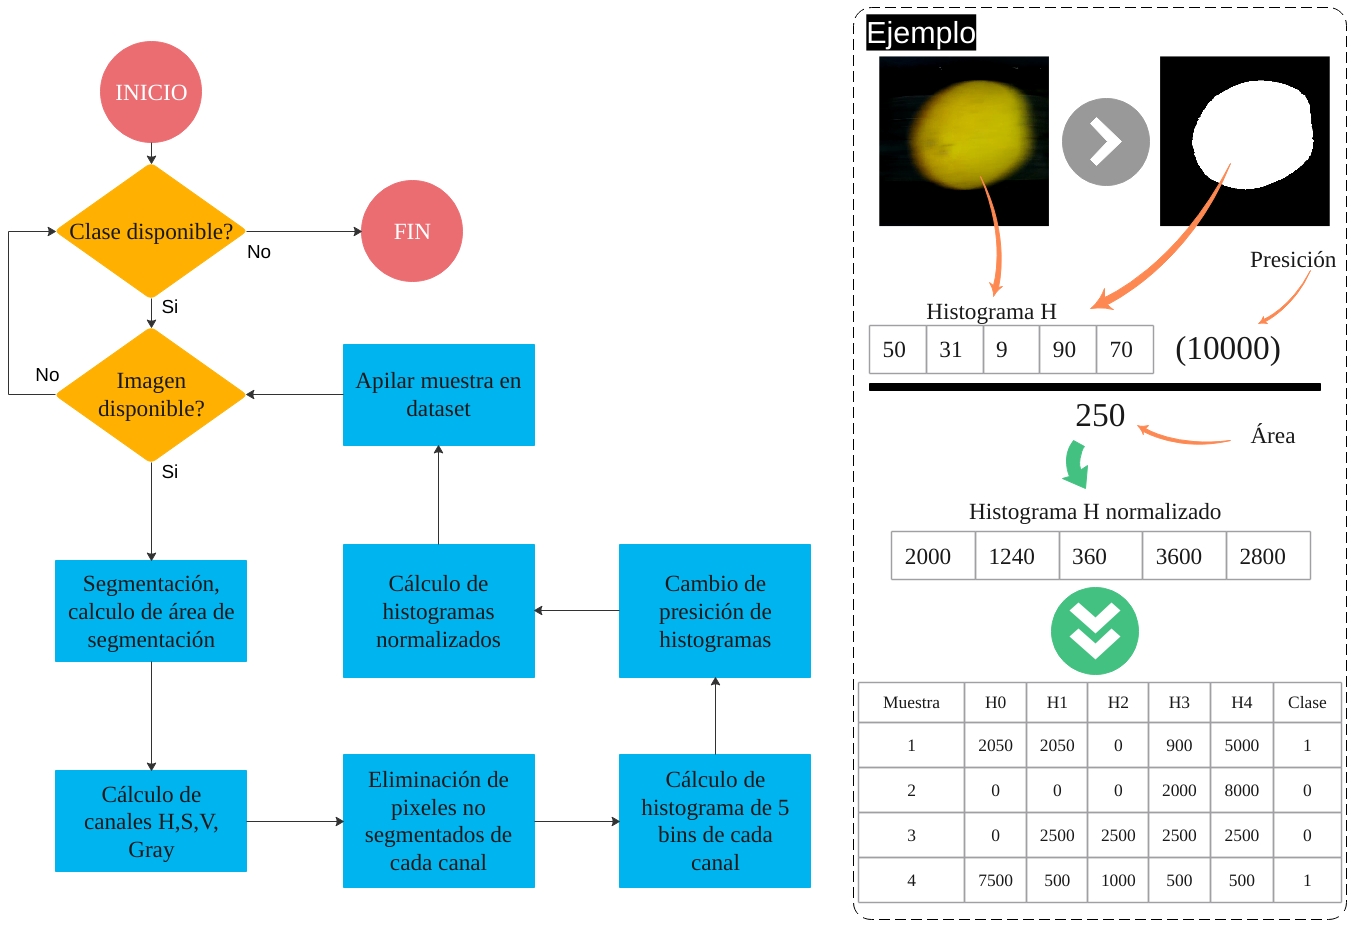 INICIO
Clase disponible?
No
FIN
Si
No
Imagen
disponible?
Si
Apilar muestra en
dataset
Segmentación,
calculo de área de
segmentación
Cálculo de
histogramas
normalizados
Cambio de
presición de
histogramas
Cálculo de
canales H,S,V,
Gray
Eliminación de
pixeles no
segmentados de
cada canal
Cálculo de
histograma de 5
bins de cada
canal
Ejemplo
Presición
Histograma H
50 31 9 90 70 (10000)
250
Área
Histograma H normalizado
2000 1240 360 3600 2800
Muestra H0 H1 H2 H3 H4 Clase
1 2050 2050 0 900 5000 1
2 0 0 0 2000 8000 0
3 0 2500 2500 2500 2500 0
4 7500 500 1000 500 500 1